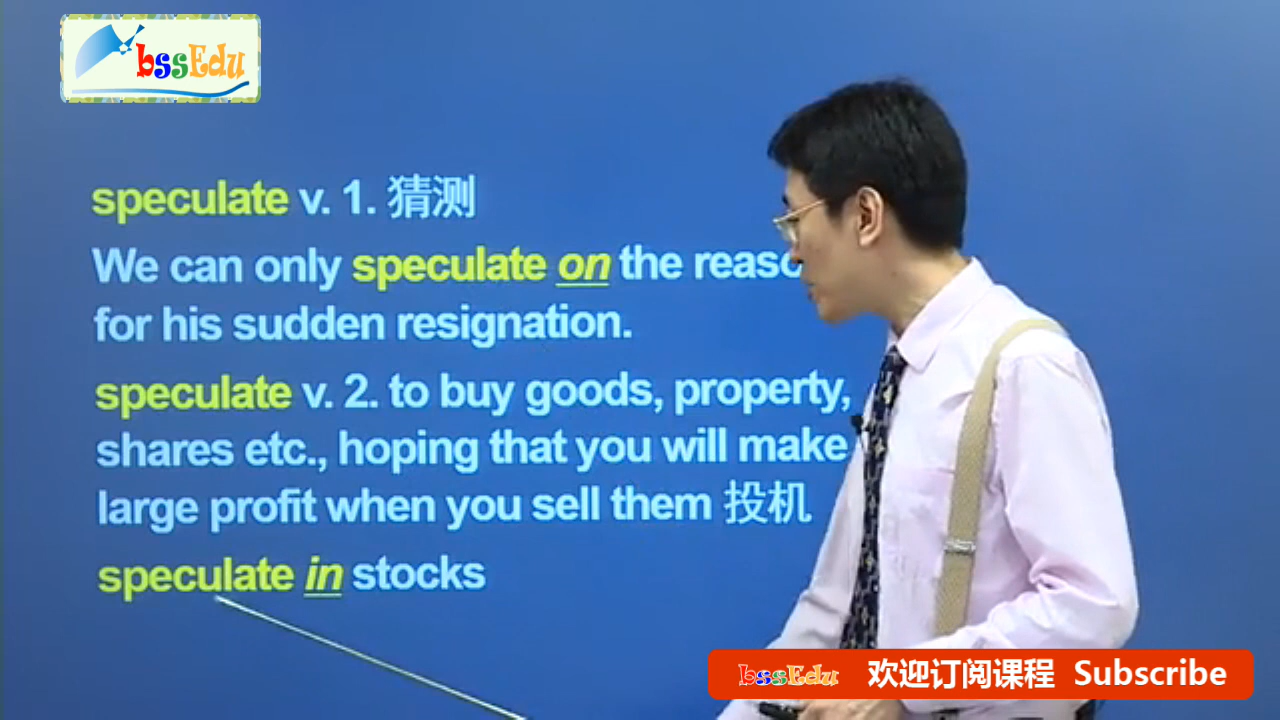 bssEdu
speculate v. 1. 猜测
We can only speculate on the reaso
for his sudden resignation.
speculate v. 2. to buy goods, property,
shares etc., hoping that you will make
large profit when you sell them 投机
speculate in stocks
bssEdu 欢迎订阅课程 Subscribe